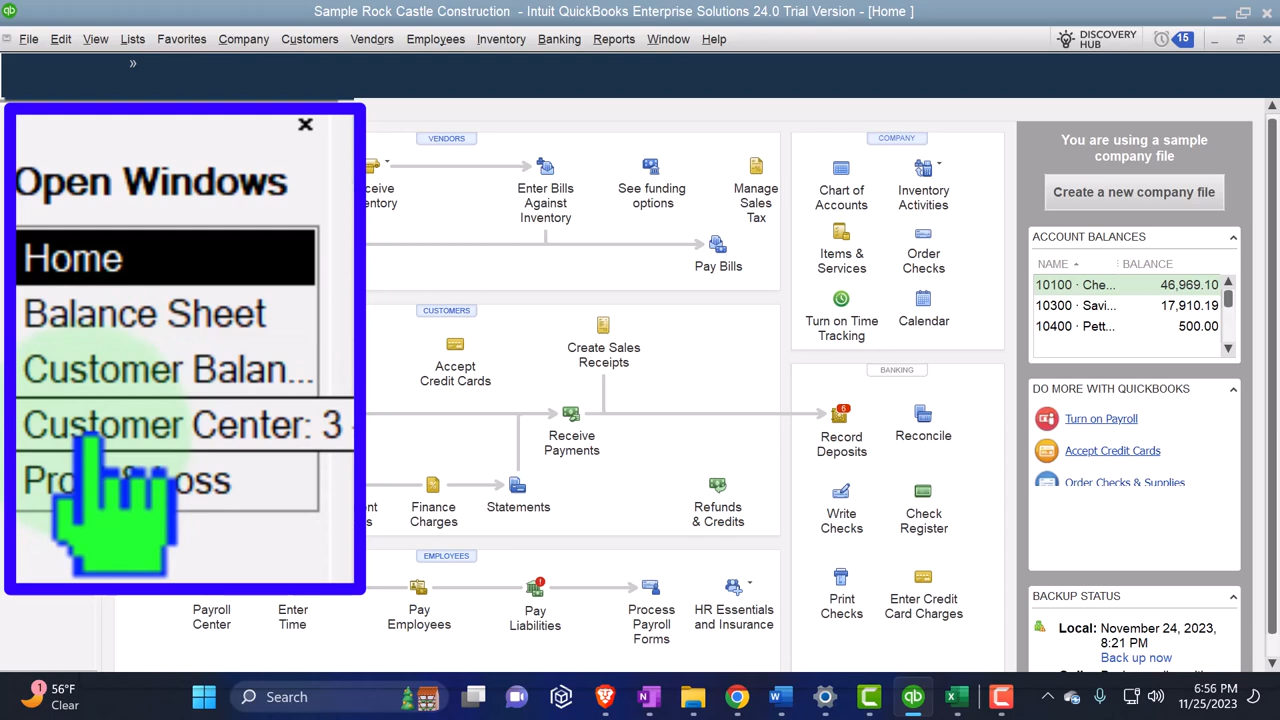 Sample Rock Castle Construction - Intuit QuickBooks Enterprise Solutions 24.0 Trial Version - [Home ]
File Edit View Lists Favorites Company Customers Vendors Employees Inventory Banking Reports Window Help
DISCOVERY
HUB
15
»
Open Windows
Home
Balance Sheet
Customer Balan...
Customer Center: 3
VENDORS
Enter Bills
Against
Inventory
See funding
options
Manage
Sales
Tax
Pay Bills
CUSTOMERS
Accept
Credit Cards
Create Sales
Receipts
Receive
Payments
Finance
Charges
Statements
Refunds
& Credits
EMPLOYEES
Payroll
Center
Enter
Time
Pay
Employees
Pay
Liabilities
Process
Payroll
Forms
HR Essentials
and Insurance
COMPANY
Chart of
Accounts
Inventory
Activities
Items &
Services
Order
Checks
Turn on Time
Tracking
Calendar
BANKING
6
Record
Deposits
Reconcile
Write
Checks
Check
Register
Print
Checks
Enter Credit
Card Charges
You are using a sample
company file
Create a new company file
ACCOUNT BALANCES
NAME BALANCE
10100 · Che... 46,969.10
10300 · Savi... 17,910.19
10400 · Pett... 500.00
DO MORE WITH QUICKBOOKS
Turn on Payroll
Accept Credit Cards
Order Checks & Supplies
BACKUP STATUS
Local: November 24, 2023,
8:21 PM
Back up now
1
56°F
Clear
Search
6:56 PM
11/25/2023